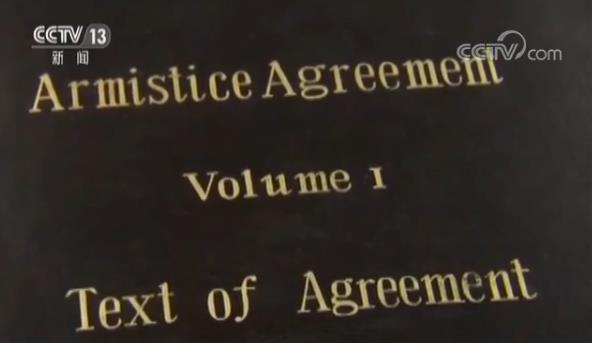 CCTV 13
新闻
CCTV.com
Armistice Agreement
Volume I
Text of Agreement